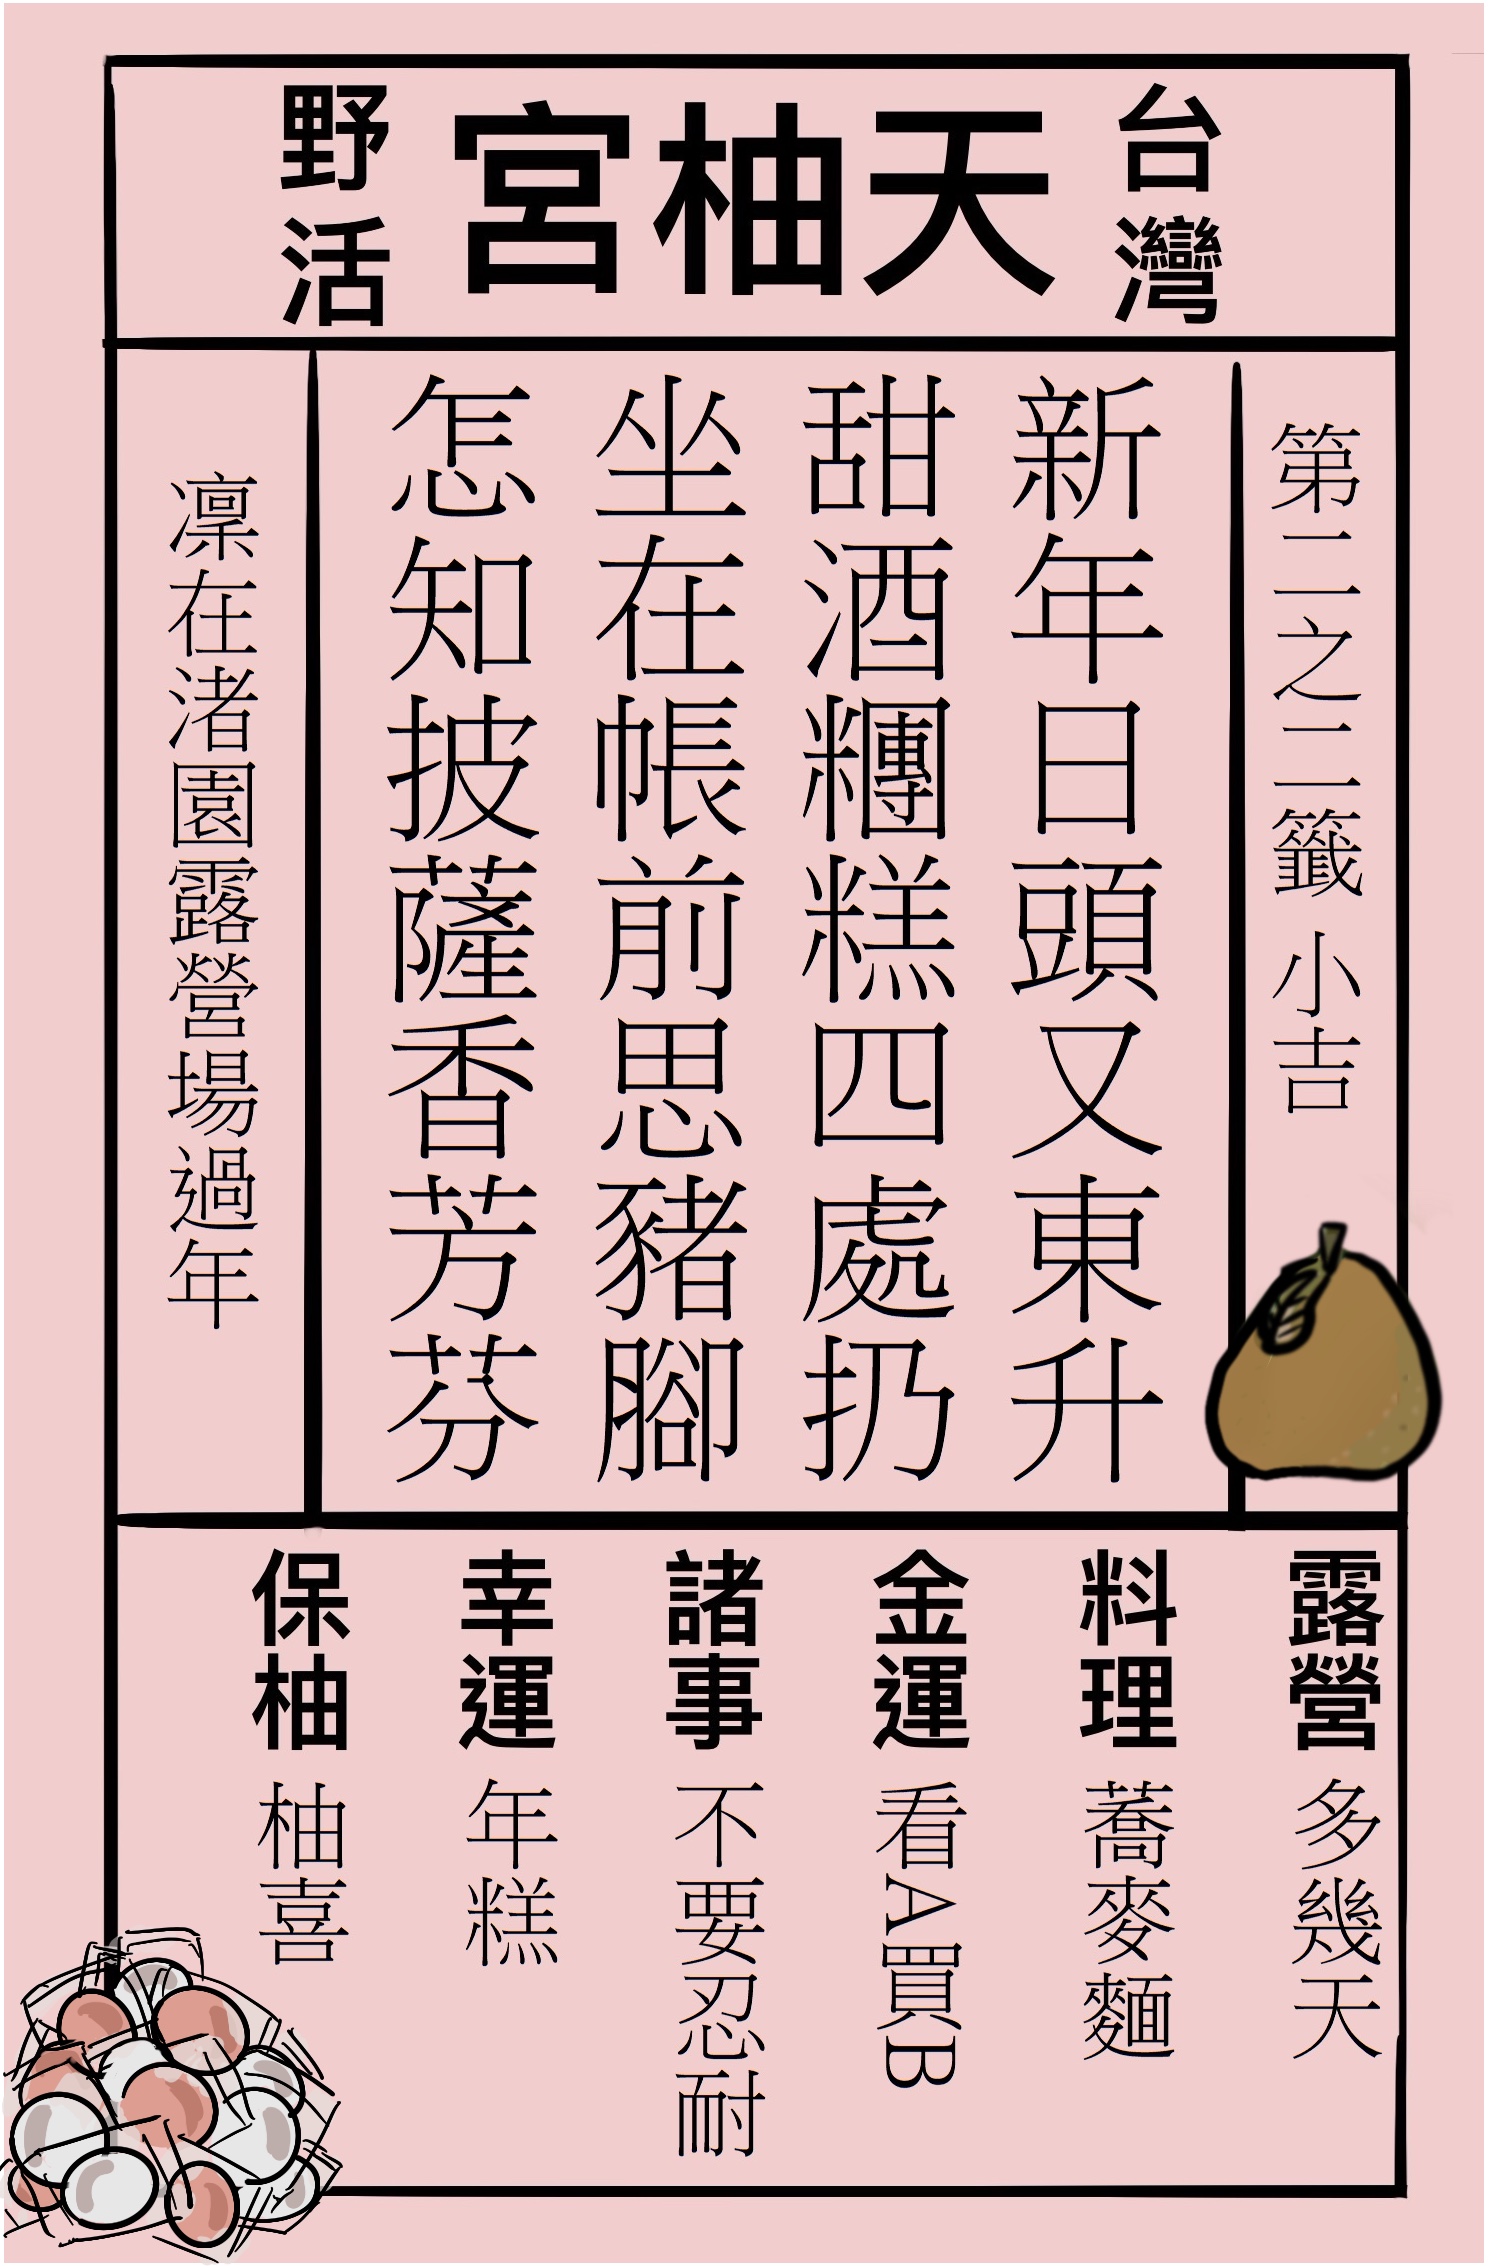 台灣
天柚宮
野活
第二之二籤 小吉
新年日頭又東升
甜酒糰糕四處扔
坐在帳前思豬腳
怎知披薩香芳芬
凜在渚園露營場過年
露營 多幾天
料理 蕎麥麵
金運 看A買B
諸事 不要忍耐
幸運 年糕
保柚 柚喜